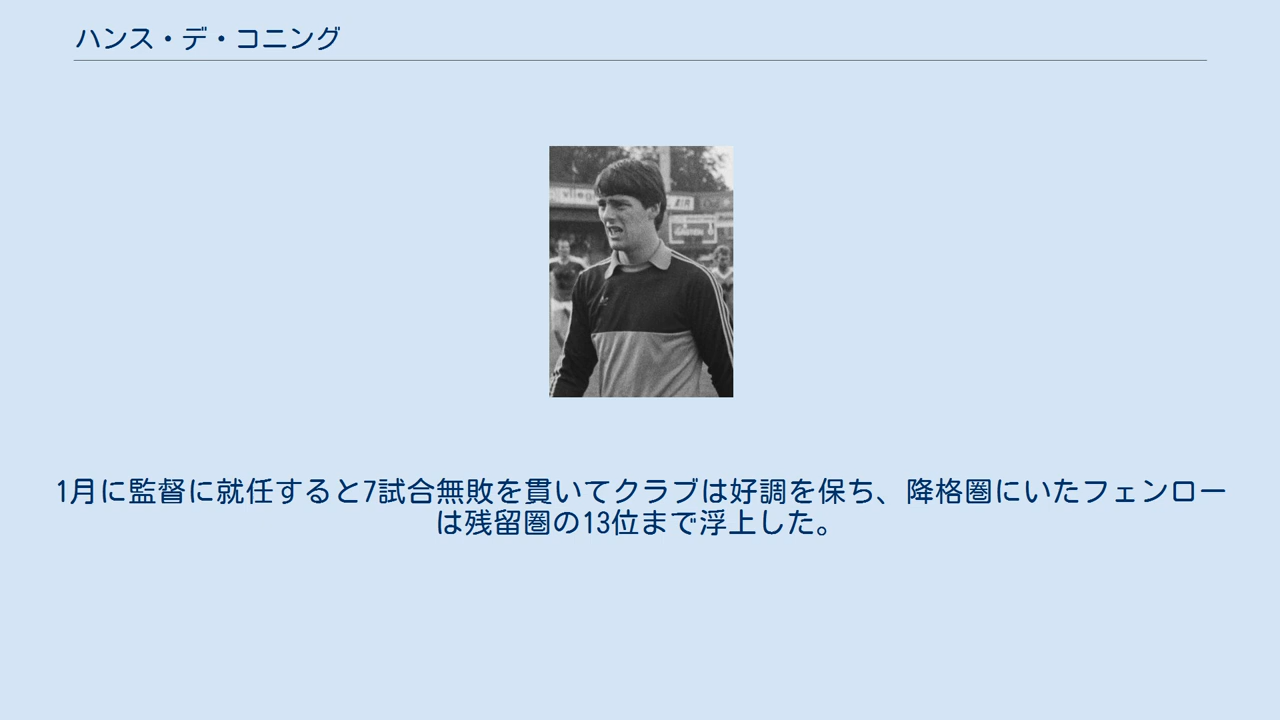 ハンス・デ・コニング
vlieg
AIR
GASTEN
1月に監督に就任すると7試合無敗を貫いてクラブは好調を保ち、降格圏にいたフェンロー
は残留圏の13位まで浮上した。